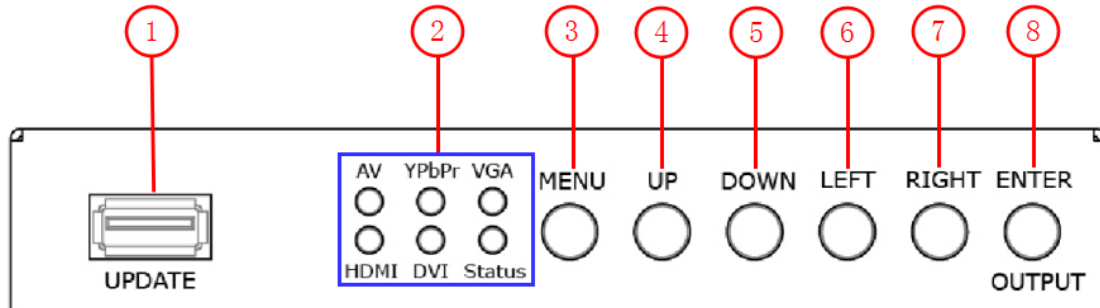 1 2 3 4 5 6 7 8
AV YPbPr VGA
MENU UP DOWN LEFT RIGHT ENTER
HDMI DVI Status
UPDATE OUTPUT